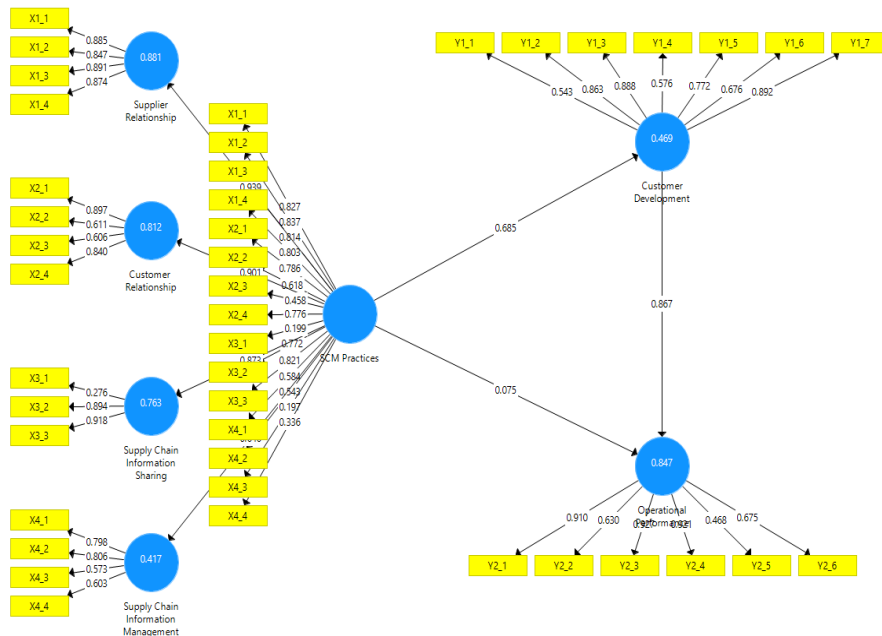 X1_1
X1_2
X1_3
X1_4
0.885
0.847
0.891
0.874
0.881
Supplier
Relationship
X2_1
X2_2
X2_3
X2_4
0.897
0.611
0.606
0.840
0.812
Customer
Relationship
X3_1
X3_2
X3_3
0.276
0.894
0.918
0.763
Supply Chain
Information
Sharing
X4_1
X4_2
X4_3
X4_4
0.798
0.806
0.573
0.603
0.417
Supply Chain
Information
Management
X1_1
X1_2
X1_3
0.939
X1_4
X2_1
X2_2
0.901
X2_3
X2_4
X3_1
0.873
X3_2
X3_3
X4_1
X4_2
X4_3
X4_4
0.827
0.837
0.814
0.803
0.786
0.618
0.458
0.776
0.199
0.772
0.821
0.584
0.543
0.197
0.336
SCM Practices
0.685
0.075
Y1_1
Y1_2
Y1_3
Y1_4
Y1_5
Y1_6
Y1_7
0.543
0.863
0.888
0.576
0.772
0.676
0.892
0.469
Customer
Development
0.867
0.847
Operational
Performance
0.910
0.630
0.927
0.921
0.468
0.675
Y2_1
Y2_2
Y2_3
Y2_4
Y2_5
Y2_6